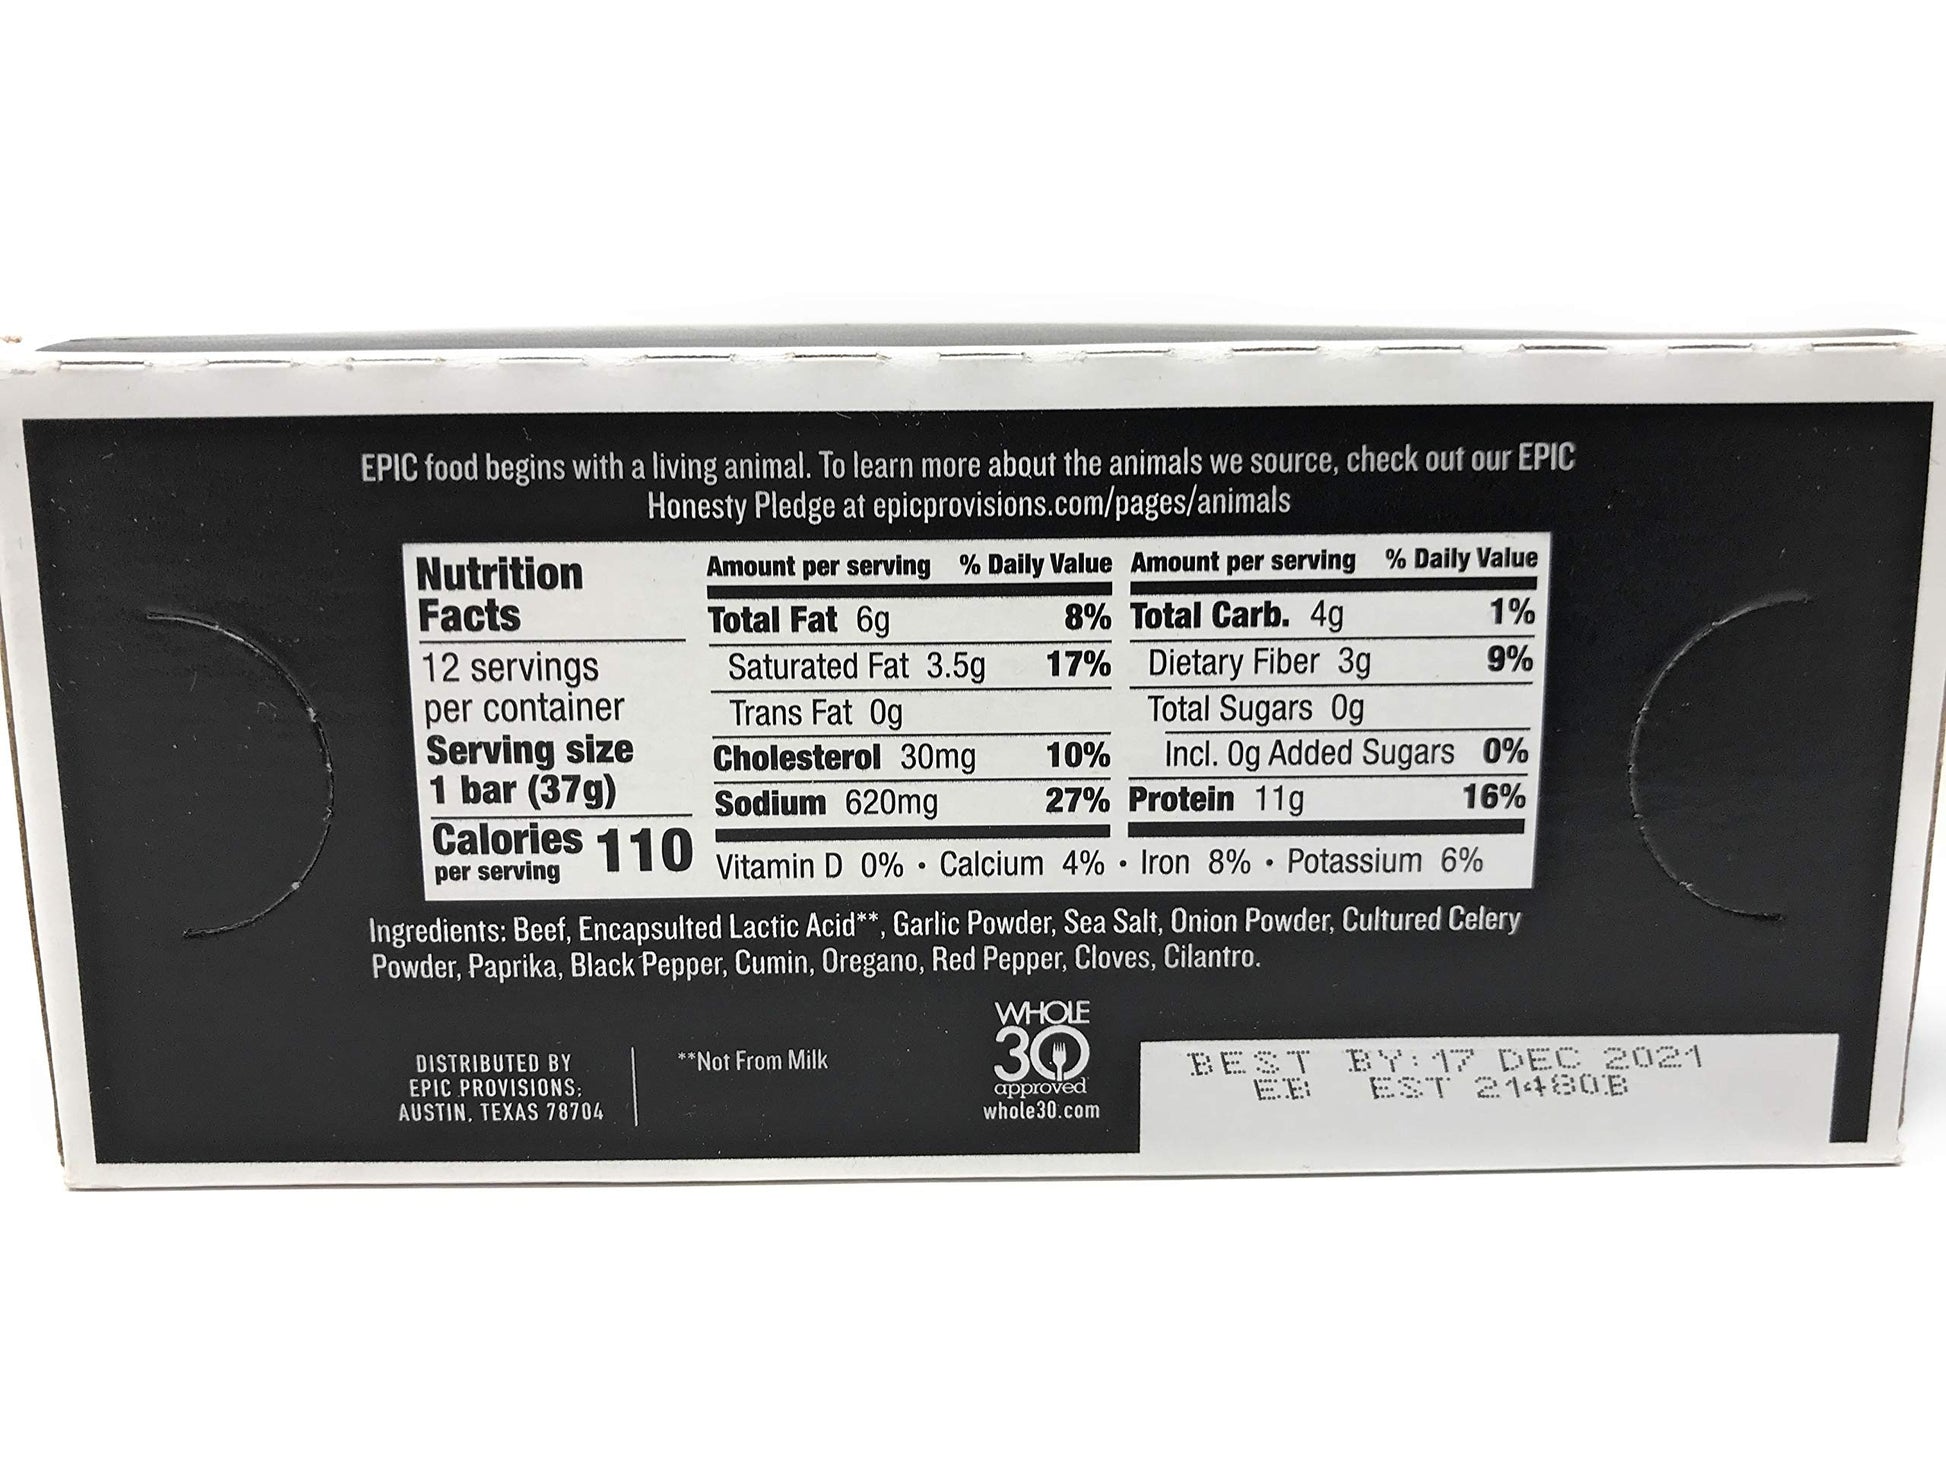 EPIC food begins with a living animal. To learn more about the animals we source, check out our EPIC
Honesty Pledge at epicprovisions.com/pages/animals
Nutrition
Facts
12 servings
per container
Serving size
1 bar (37g)
Calories 110
per serving
Amount per serving % Daily Value
Total Fat 6g 8%
Saturated Fat 3.5g 17%
Trans Fat 0g
Cholesterol 30mg 10%
Sodium 620mg 27%
Amount per serving % Daily Value
Total Carb. 4g 1%
Dietary Fiber 3g 9%
Total Sugars 0g
Incl. 0g Added Sugars 0%
Protein 11g 16%
Vitamin D 0% • Calcium 4% • Iron 8% • Potassium 6%
Ingredients: Beef, Encapsulted Lactic Acid**, Garlic Powder, Sea Salt, Onion Powder, Cultured Celery
Powder, Paprika, Black Pepper, Cumin, Oregano, Red Pepper, Cloves, Cilantro.
DISTRIBUTED BY
EPIC PROVISIONS:
AUSTIN, TEXAS 78704
**Not From Milk
WHOLE
30
approved
whole30.com
BEST BY: 17 DEC 2021
EB EST 21480B